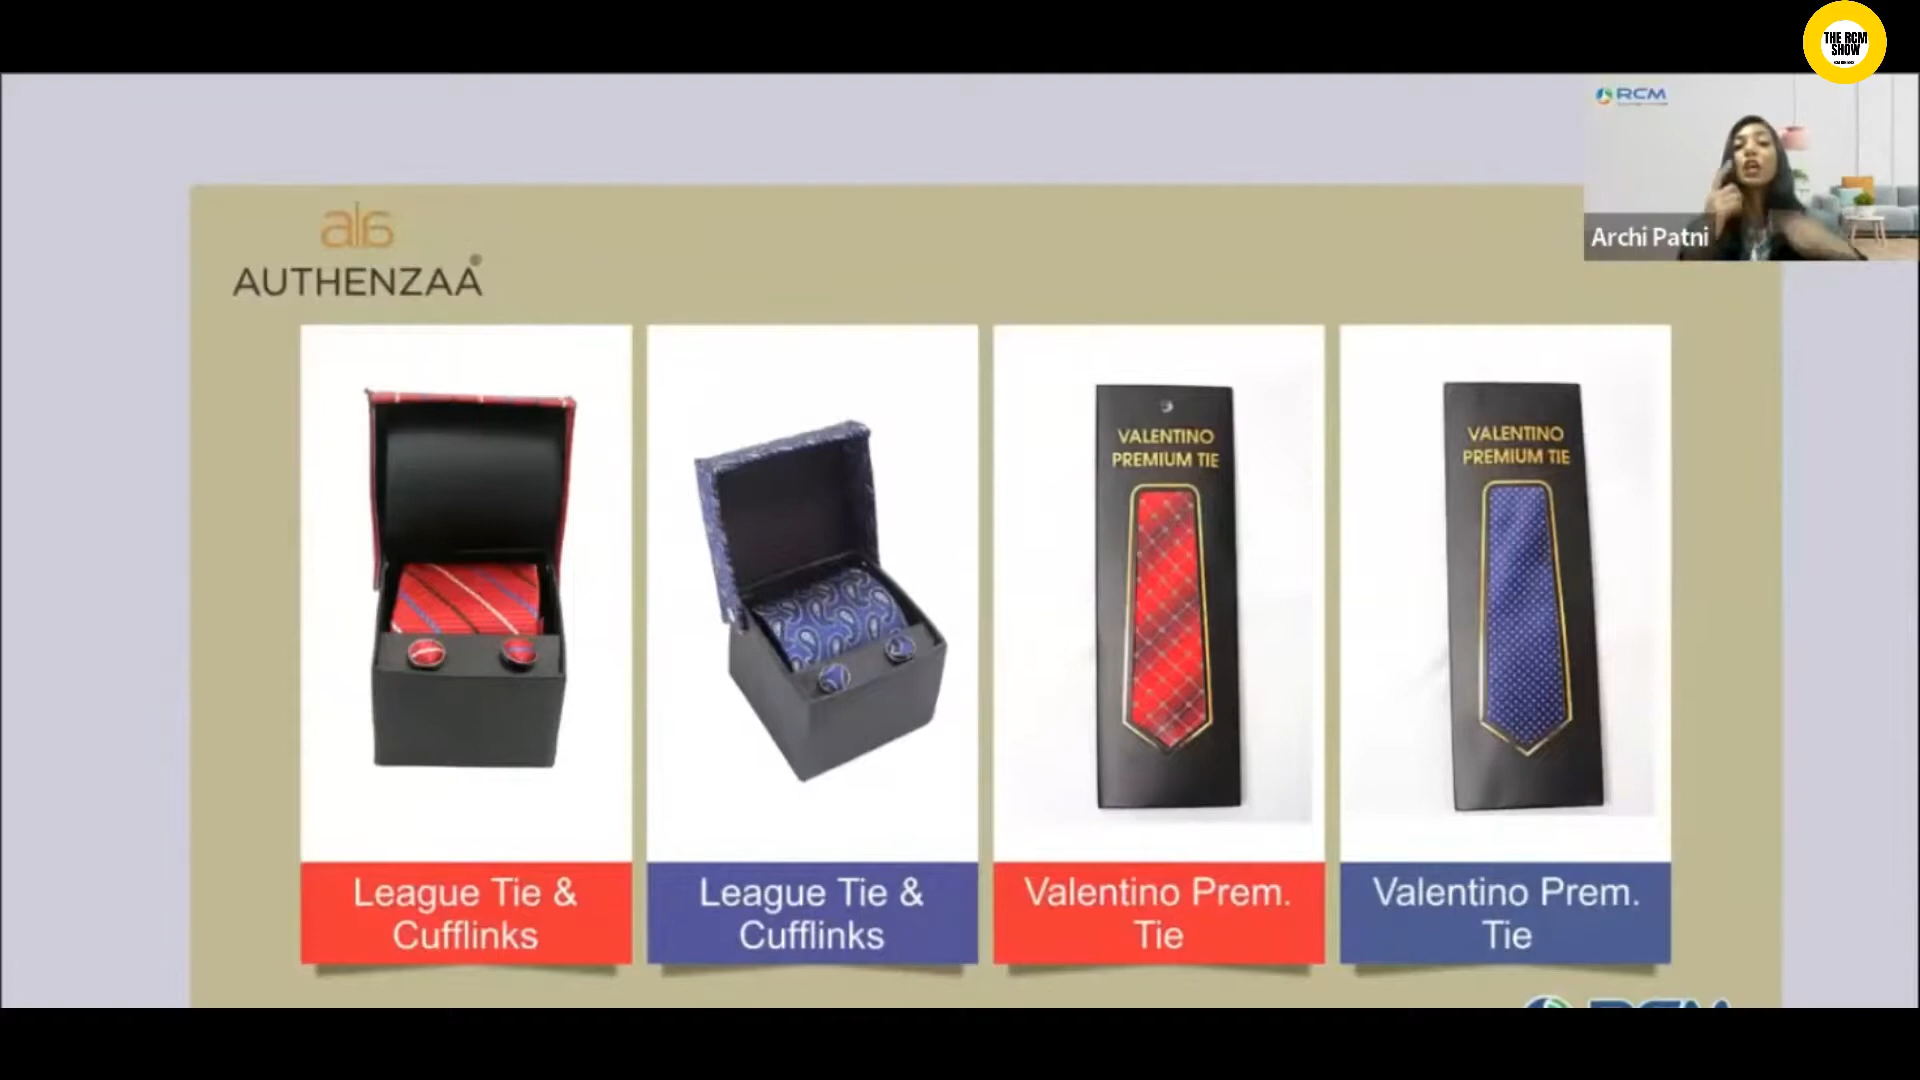 THE RCM
SHOW
RCM
Archi Patni
AUTHENZAA
VALENTINO
PREMIUM TIE
VALENTINO
PREMIUM TIE
League Tie &
Cufflinks
League Tie &
Cufflinks
Valentino Prem.
Tie
Valentino Prem.
Tie
RCM